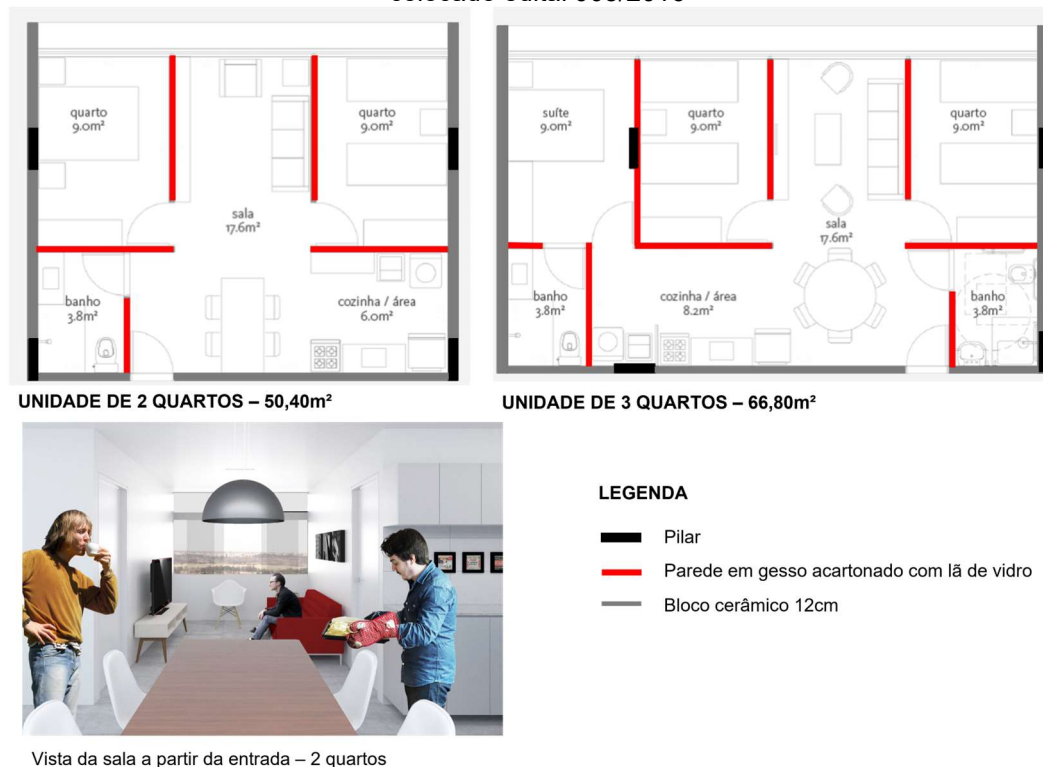 quarto
9.0m²
quarto
9.0m²
sala
17.6m²
banho
3.8m²
cozinha / área
6.0m²
suíte
9.0m²
quarto
9.0m²
quarto
9.0m²
sala
17.6m²
banho
3.8m²
cozinha / área
8.2m²
banho
3.8m²
UNIDADE DE 2 QUARTOS – 50,40m²
UNIDADE DE 3 QUARTOS – 66,80m²
LEGENDA
Pilar
Parede em gesso acartonado com lã de vidro
Bloco cerâmico 12cm
Vista da sala a partir da entrada – 2 quartos